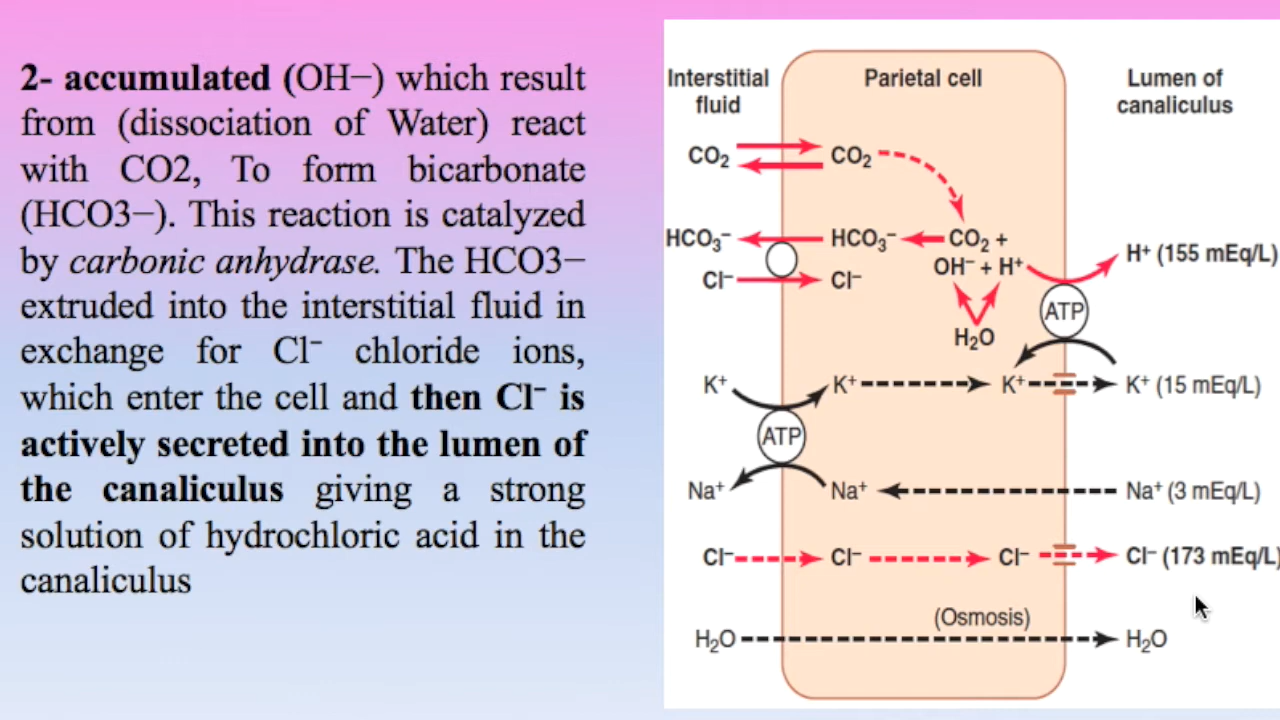 2- accumulated (OH−) which result
from (dissociation of Water) react
with CO2, To form bicarbonate
(HCO3−). This reaction is catalyzed
by carbonic anhydrase. The HCO3−
extruded into the interstitial fluid in
exchange for Cl⁻ chloride ions,
which enter the cell and then Cl⁻ is
actively secreted into the lumen of
the canaliculus giving a strong
solution of hydrochloric acid in the
canaliculus
Interstitial
fluid
Parietal cell
Lumen of
canaliculus
CO₂ CO₂
HCO₃⁻ HCO₃⁻ CO₂ +
OH⁻ + H⁺
H⁺ (155 mEq/L)
Cl⁻ Cl⁻
ATP
H₂O
K⁺ K⁺ K⁺ K⁺ (15 mEq/L)
ATP
Na⁺ Na⁺ Na⁺ (3 mEq/L)
Cl⁻ Cl⁻ Cl⁻ Cl⁻ (173 mEq/L)
(Osmosis)
H₂O H₂O